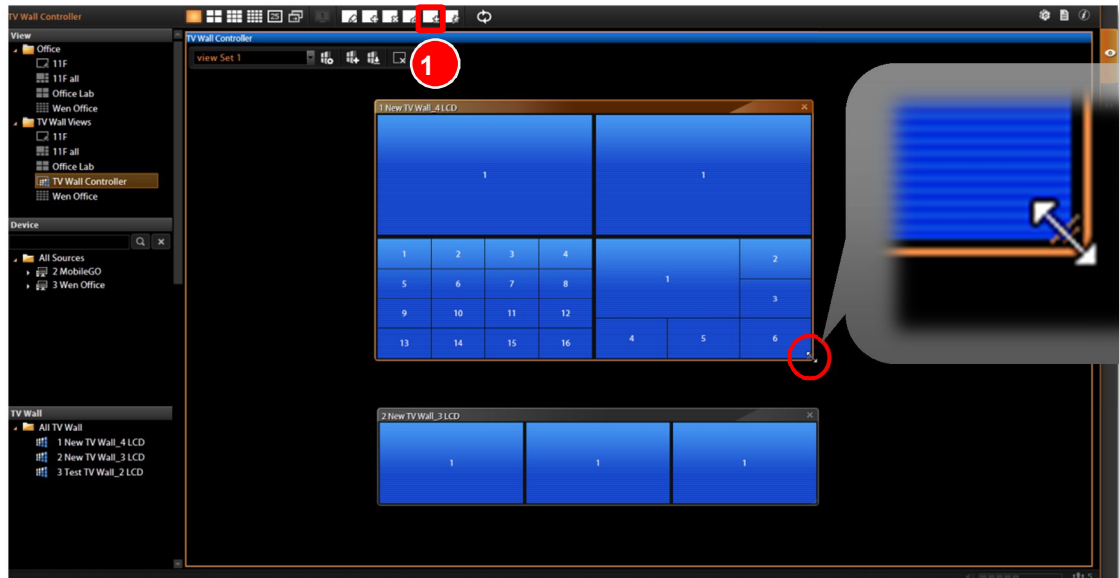 TV Wall Controller
25
1
View
Office
11F
11F all
Office Lab
Wen Office
TV Wall Views
11F
11F all
Office Lab
TV Wall Controller
Wen Office
Device
All Sources
2 MobileGO
3 Wen Office
TV Wall
All TV Wall
1 New TV Wall_4 LCD
2 New TV Wall_3 LCD
3 Test TV Wall_2 LCD
TV Wall Controller
view Set 1
1
1 New TV Wall_4 LCD
1 1
1 2 3 4
5 6 7 8
9 10 11 12
13 14 15 16
1 2
3
4 5 6
2 New TV Wall_3 LCD
1 1 1
5